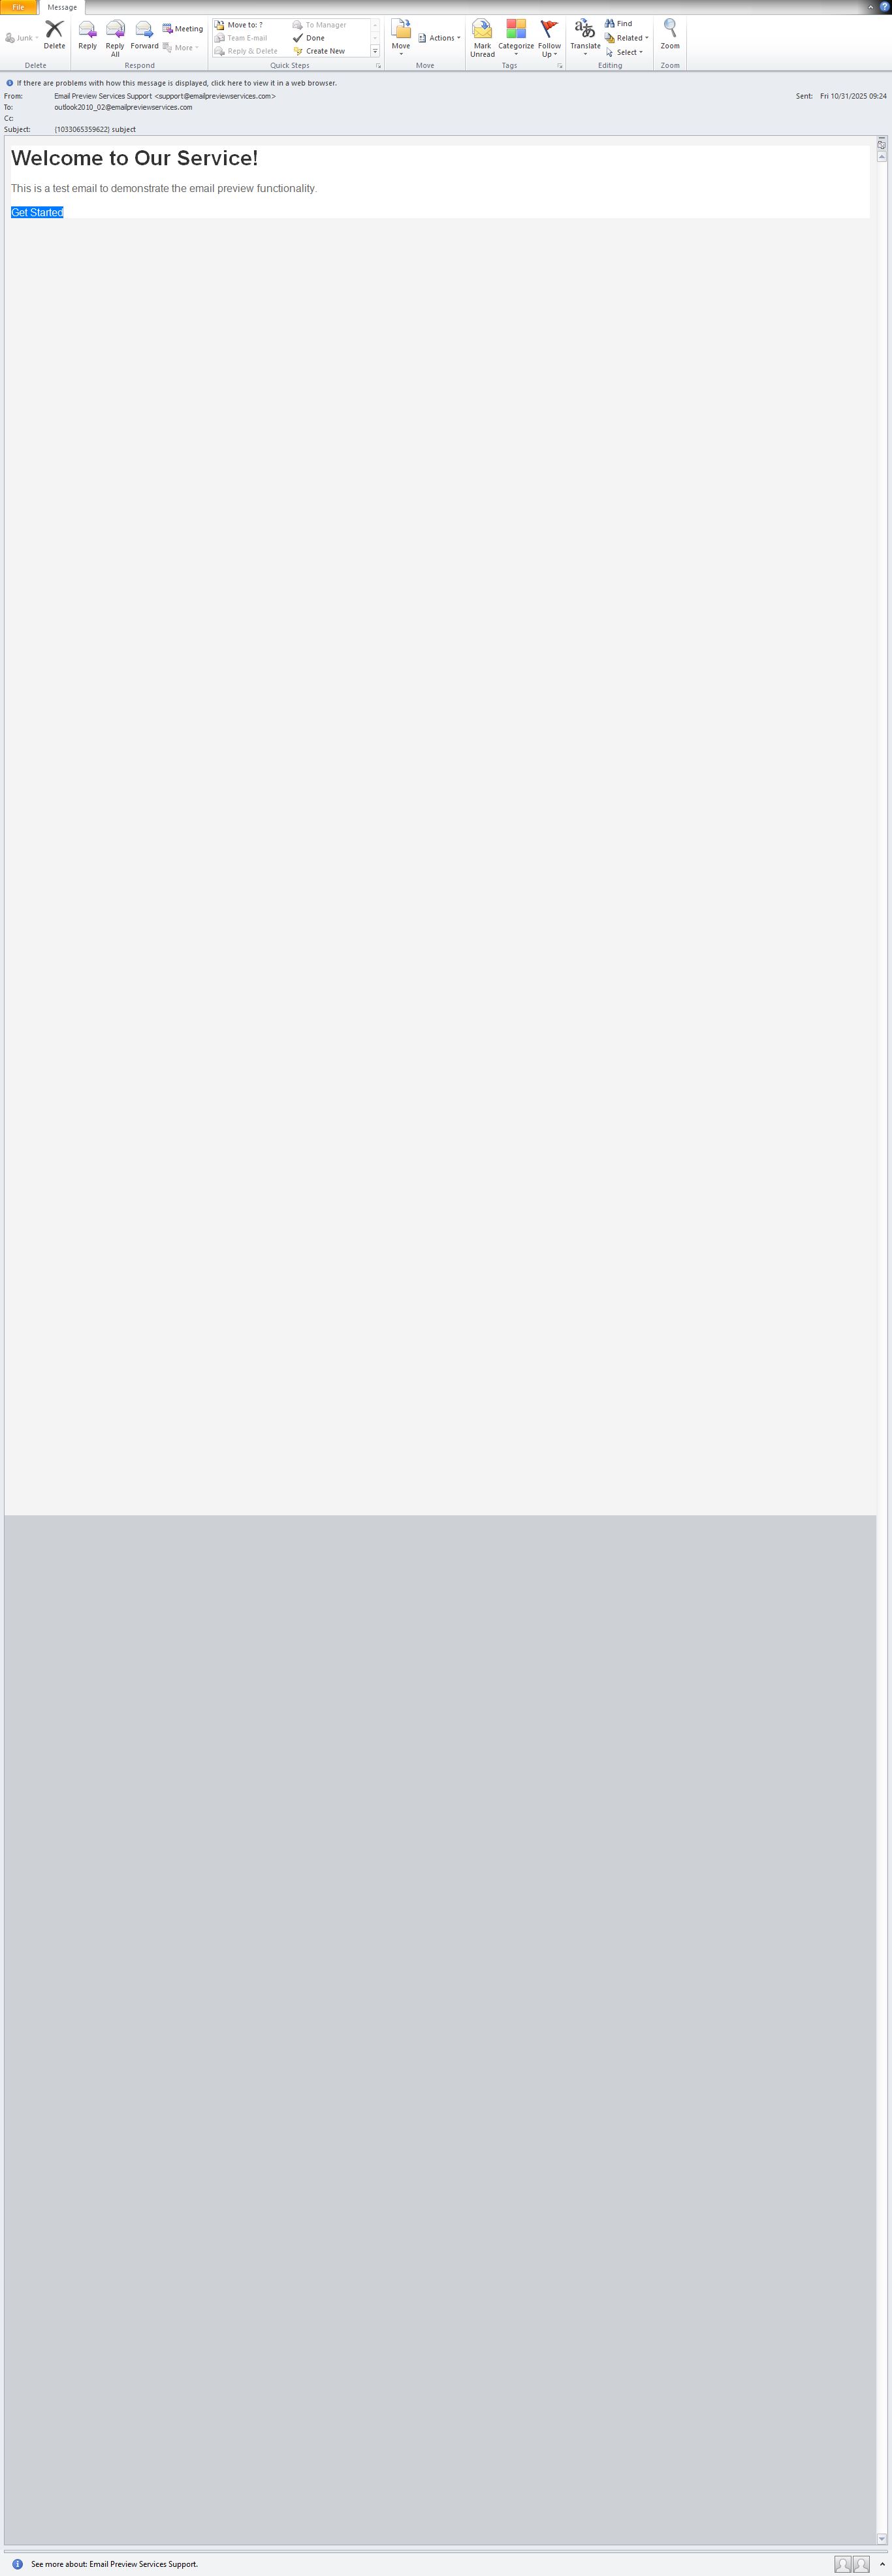 File Message
Junk Delete Reply Reply All Forward Meeting More
Move to: ? To Manager
Team E-mail Done
Reply & Delete Create New
Move Actions Mark Unread Categorize Follow Up Translate Find Related Select Zoom
Delete Respond Quick Steps Move Tags Editing Zoom
If there are problems with how this message is displayed, click here to view it in a web browser.
From: Email Preview Services Support <support@emailpreviewservices.com> Sent: Fri 10/31/2025 09:24
To: outlook2010_02@emailpreviewservices.com
Cc:
Subject: {1033065359622} subject
Welcome to Our Service!
This is a test email to demonstrate the email preview functionality.
Get Started
See more about: Email Preview Services Support.